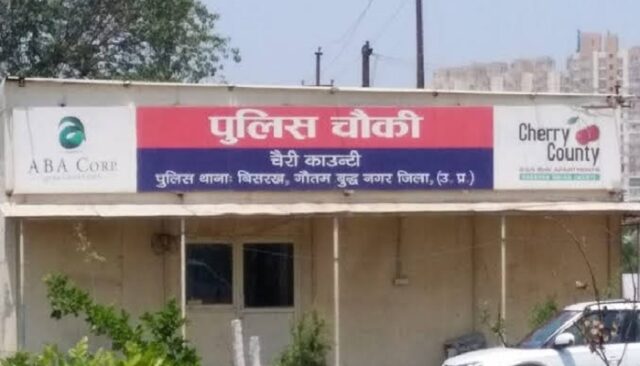 ABA CORP
पुलिस चौकी
चैरी काउन्टी
पुलिस थानाः बिसरख, गौतम बुद्ध नगर जिला, (उ. प्र.)
Cherry
County